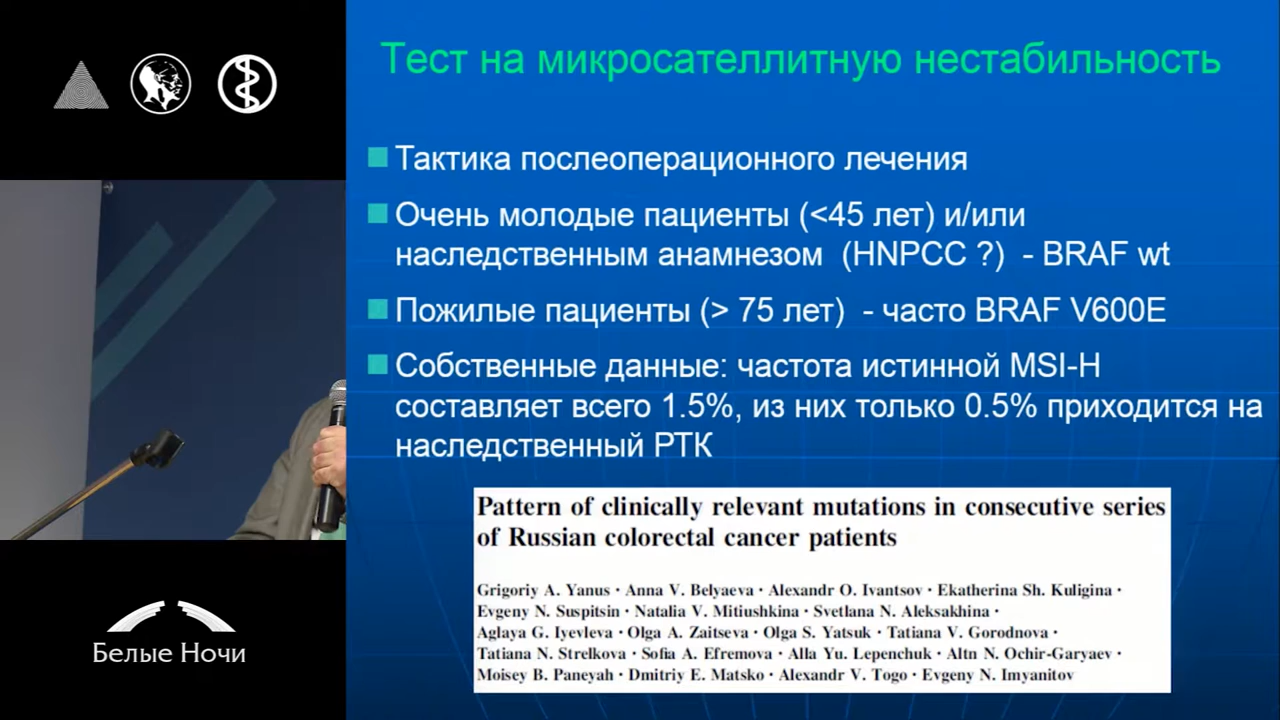 Тест на микросателлитную нестабильность
Тактика послеоперационного лечения
Очень молодые пациенты (<45 лет) и/или
наследственным анамнезом (HNPCC ?) - BRAF wt
Пожилые пациенты (> 75 лет) - часто BRAF V600E
Собственные данные: частота истинной MSI-H
составляет всего 1.5%, из них только 0.5% приходится на
наследственный РТК
Pattern of clinically relevant mutations in consecutive series
of Russian colorectal cancer patients
Grigoriy A. Yanus · Anna V. Belyaeva · Alexandr O. Ivantsov · Ekatherina Sh. Kuligina ·
Evgeny N. Suspitsin · Natalia V. Mitiushkina · Svetlana N. Aleksakhina ·
Aglaya G. Iyevleva · Olga A. Zaitseva · Olga S. Yatsuk · Tatiana V. Gorodnova ·
Tatiana N. Strelkova · Sofia A. Efremova · Alla Yu. Lepenchuk · Altn N. Ochir-Garyaev ·
Moisey B. Paneyah · Dmitriy E. Matsko · Alexandr V. Togo · Evgeny N. Imyanitov
Белые Ночи